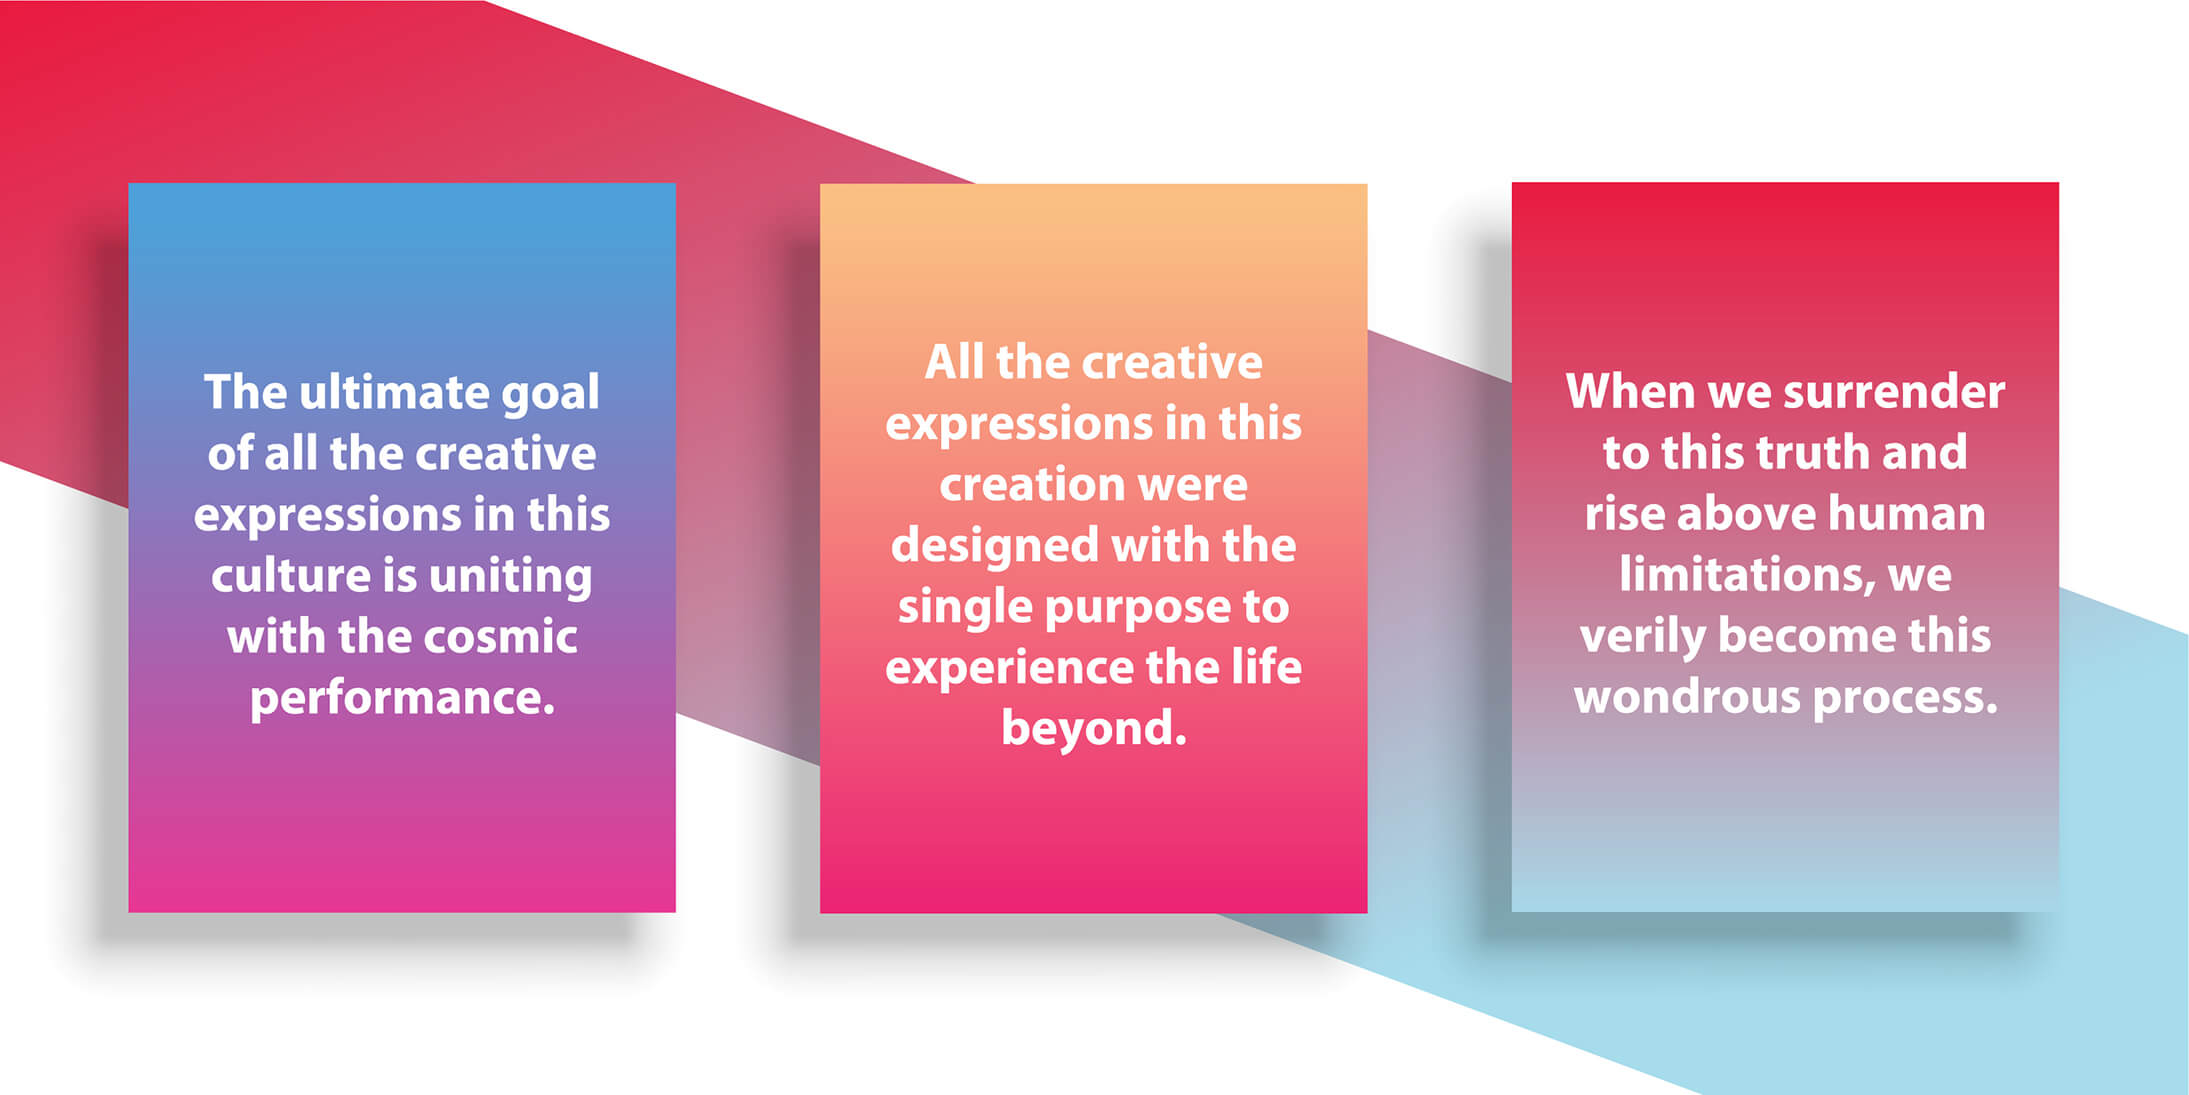 The ultimate goal
of all the creative
expressions in this
culture is uniting
with the cosmic
performance.
All the creative
expressions in this
creation were
designed with the
single purpose to
experience the life
beyond.
When we surrender
to this truth and
rise above human
limitations, we
verily become this
wondrous process.